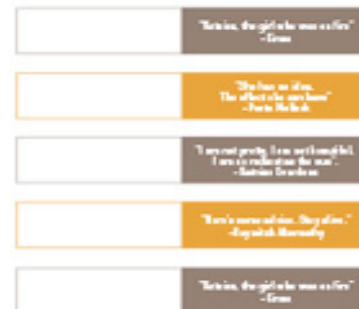 "Katniss, the girl who was on fire"
- Cinna
"She has no idea.
The effect she can have"
- Peeta Mellark
"I am not pretty. I am not beautiful.
I am as radiant as the sun".
- Katniss Everdeen
"Here's some advice. Stay alive."
- Haymitch Abernathy
"Katniss, the girl who was on fire"
- Cinna